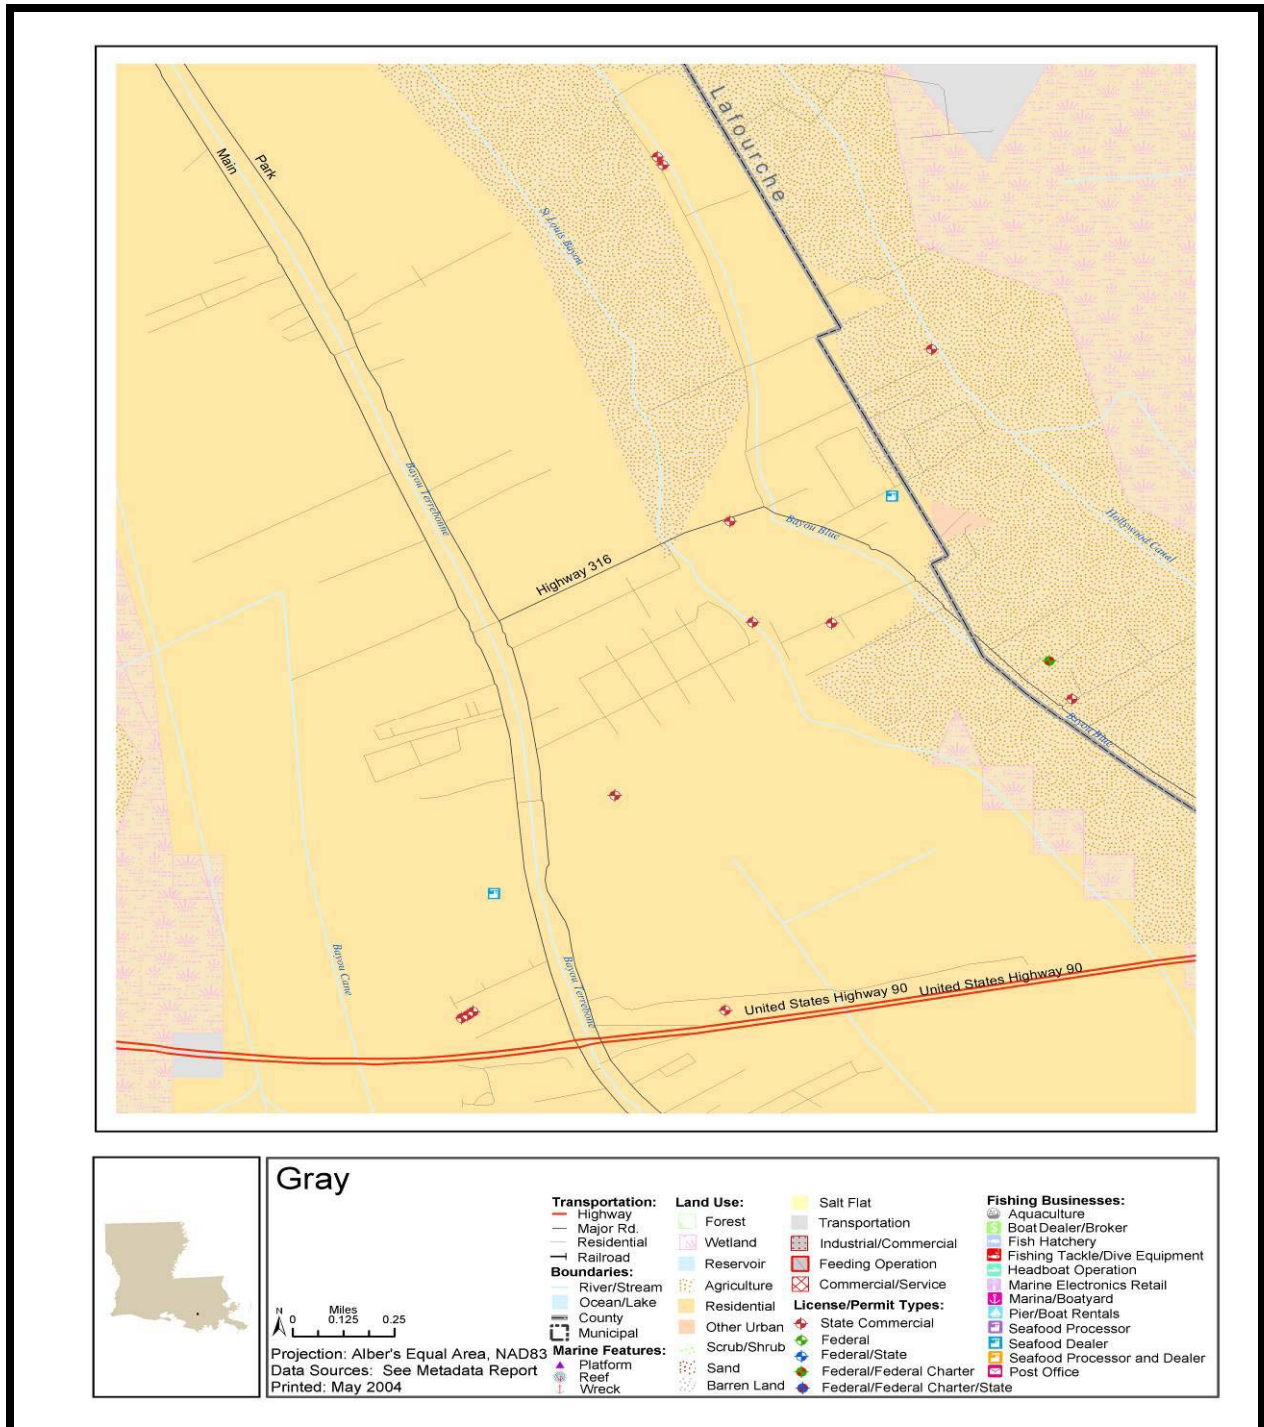 Lafourche
Park
Main
St Louis Bayou
Bayou Terrebonne
Bayou Blue
Hollywood Canal
Highway 316
Bayou Blue
Bayou Cane
Bayou Terrebonne
United States Highway 90
United States Highway 90
Gray
N
Miles
0 0.125 0.25
Projection: Alber's Equal Area, NAD83
Data Sources: See Metadata Report
Printed: May 2004
Transportation:
Highway
Major Rd.
Residential
Railroad
Boundaries:
River/Stream
Ocean/Lake
County
Municipal
Marine Features:
Platform
Reef
Wreck
Land Use:
Forest
Wetland
Reservoir
Agriculture
Residential
Other Urban
Scrub/Shrub
Sand
Barren Land
Salt Flat
Transportation
Industrial/Commercial
Feeding Operation
Commercial/Service
License/Permit Types:
State Commercial
Federal
Federal/State
Federal/Federal Charter
Federal/Federal Charter/State
Fishing Businesses:
Aquaculture
Boat Dealer/Broker
Fish Hatchery
Fishing Tackle/Dive Equipment
Headboat Operation
Marine Electronics Retail
Marina/Boatyard
Pier/Boat Rentals
Seafood Processor
Seafood Dealer
Seafood Processor and Dealer
Post Office